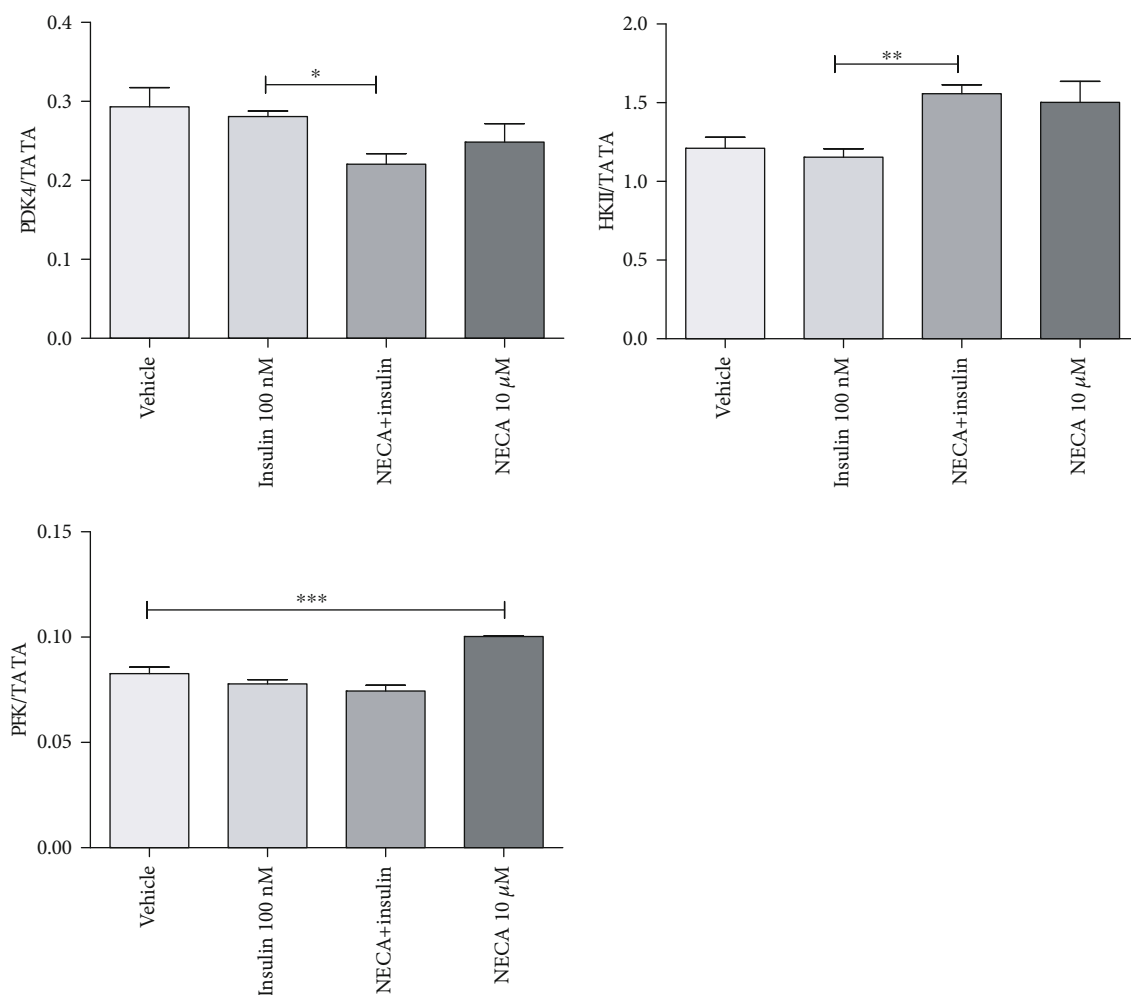 PDK4/TATA
0.4
0.3
0.2
0.1
0.0
*
Vehicle
Insulin 100 nM
NECA+insulin
NECA 10 μM
HKII/TATA
2.0
1.5
1.0
0.5
0.0
**
Vehicle
Insulin 100 nM
NECA+insulin
NECA 10 μM
PFK/TATA
0.15
0.10
0.05
0.00
***
Vehicle
Insulin 100 nM
NECA+insulin
NECA 10 μM